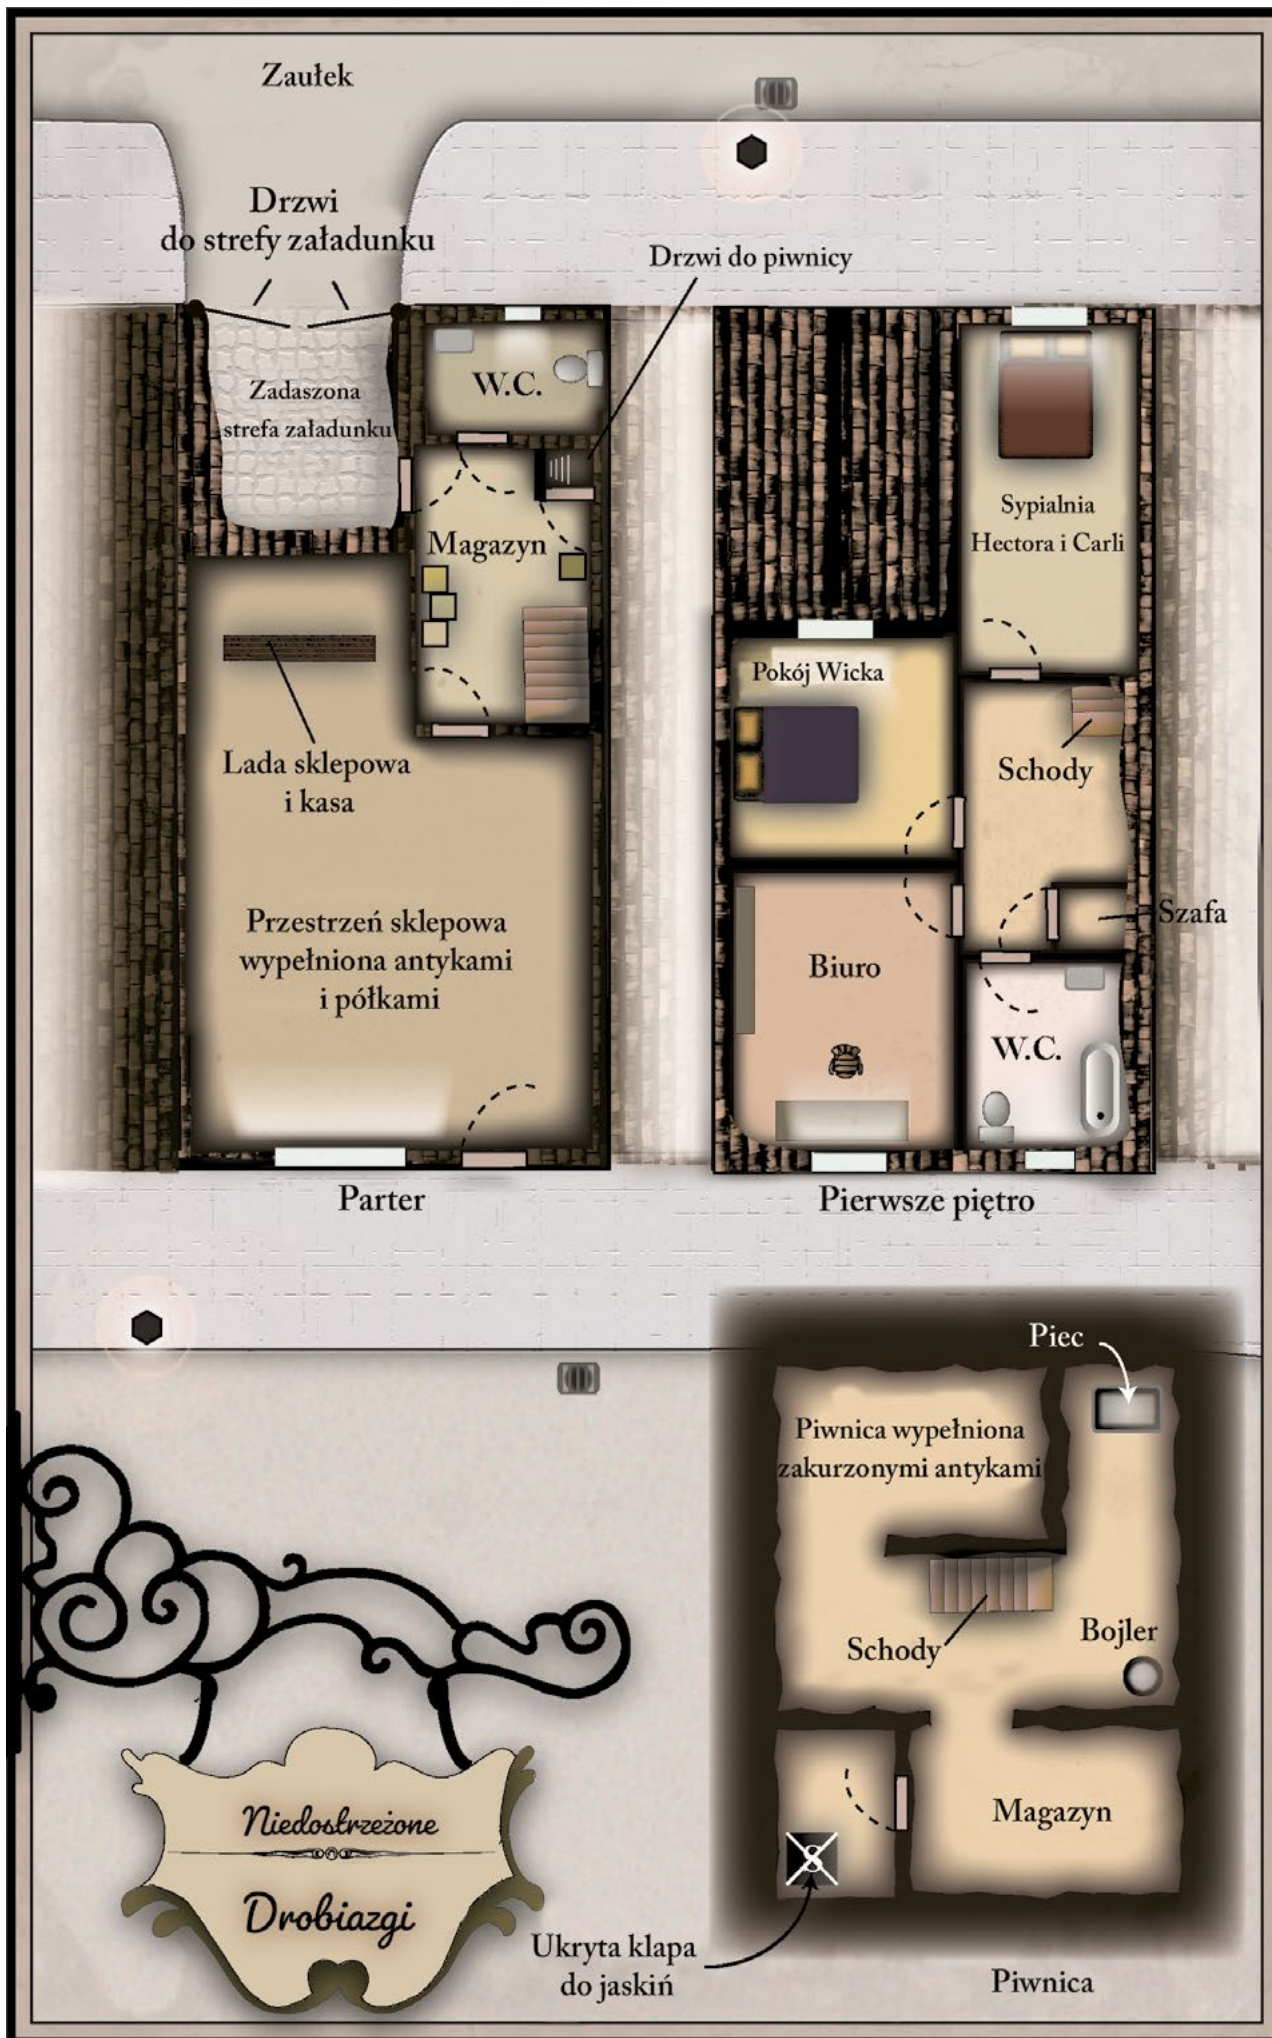 Zaułek
Drzwi
do strefy załadunku
Drzwi do piwnicy
Zadaszona
strefa załadunku
W.C.
Magazyn
Lada sklepowa
i kasa
Przestrzeń sklepowa
wypełniona antykami
i półkami
Parter
Sypialnia
Hectora i Carli
Pokój Wicka
Schody
Szafa
Biuro
W.C.
Pierwsze piętro
Piec
Piwnica wypełniona
zakurzonymi antykami
Schody
Bojler
Magazyn
S
Ukryta klapa
do jaskiń
Piwnica
Niedostrzeżone
Drobiazgi